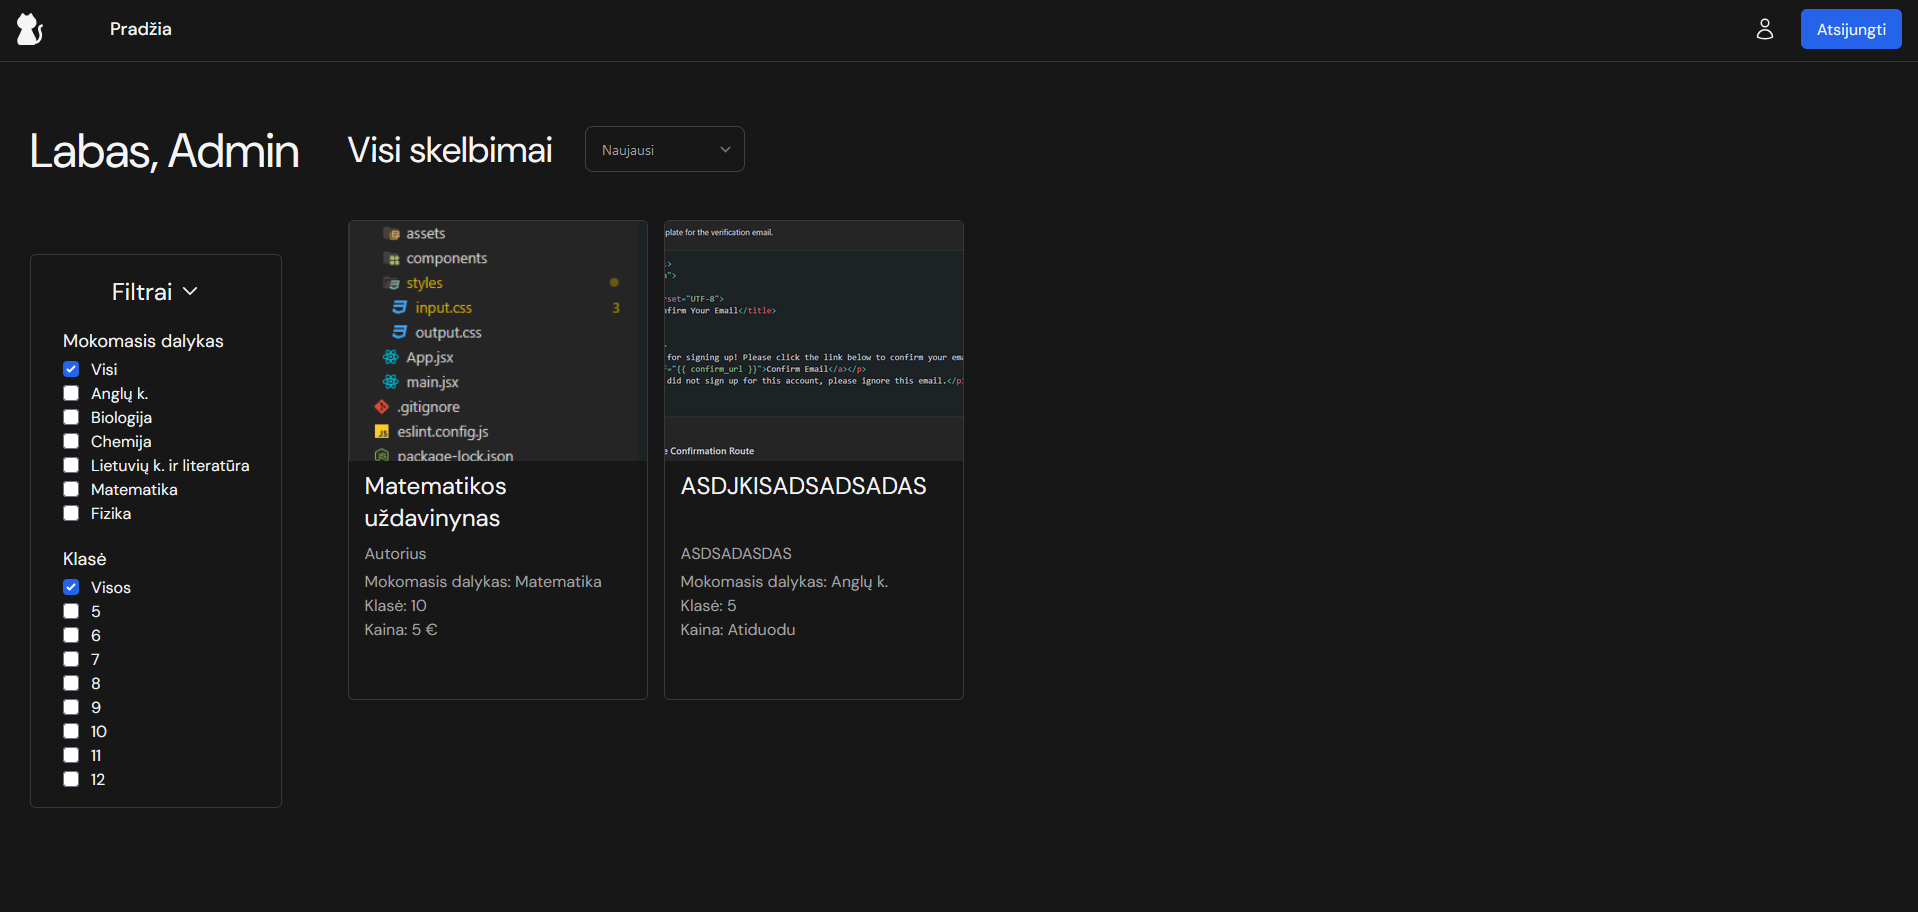 Pradžia
Atsijungti
Labas, Admin
Visi skelbimai
Naujausi
Filtrai
Mokomasis dalykas
Visi
Anglų k.
Biologija
Chemija
Lietuvių k. ir literatūra
Matematika
Fizika
Klasė
Visos
5
6
7
8
9
10
11
12
assets
components
styles
input.css 3
output.css
App.jsx
main.jsx
.gitignore
eslint.config.js
package-lock.json
Matematikos
uždavinynas
Autorius
Mokomasis dalykas: Matematika
Klasė: 10
Kaina: 5 €
plate for the verification email.
>
">
rset="UTF-8">
nfirm Your Email</title>
for signing up! Please click the link below to confirm your ema
f="{{ confirm_url }}">Confirm Email</a></p>
did not sign up for this account, please ignore this email.</p
e Confirmation Route
ASDJKISADSADSADAS
ASDSADASDAS
Mokomasis dalykas: Anglų k.
Klasė: 5
Kaina: Atiduodu